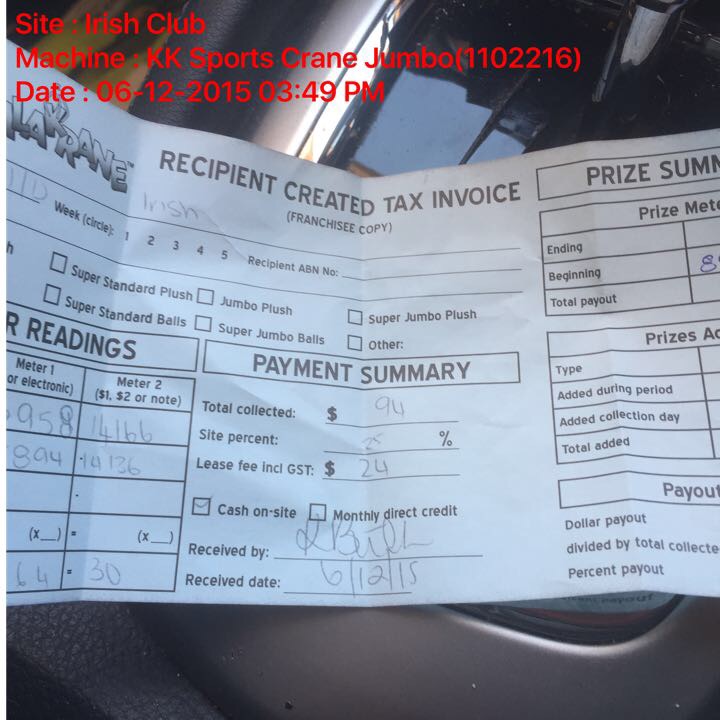 Site : Irish Club
Machine : KK Sports Crane Jumbo(1102216)
Date : 06-12-2015 03:49 PM
LAKRANE™
RECIPIENT CREATED TAX INVOICE
(FRANCHISEE COPY)
Irish
Week (circle): 1 2 3 4 5
Recipient ABN No:
Super Standard Plush
Jumbo Plush
Super Jumbo Plush
Super Standard Balls
Super Jumbo Balls
Other:
R READINGS
Meter 1
or electronic)
Meter 2
($1, $2 or note)
958 14166
894 14136
(x__) = (x__)
64 = 30
PAYMENT SUMMARY
Total collected: $ 94
Site percent: 25 %
Lease fee incl GST: $ 24
Cash on-site
Monthly direct credit
Received by:
Received date: 6/12/15
PRIZE SUMM
Prize Mete
Ending
Beginning 8
Total payout
Prizes Ad
Type
Added during period
Added collection day
Total added
Payout
Dollar payout
divided by total collecte
Percent payout